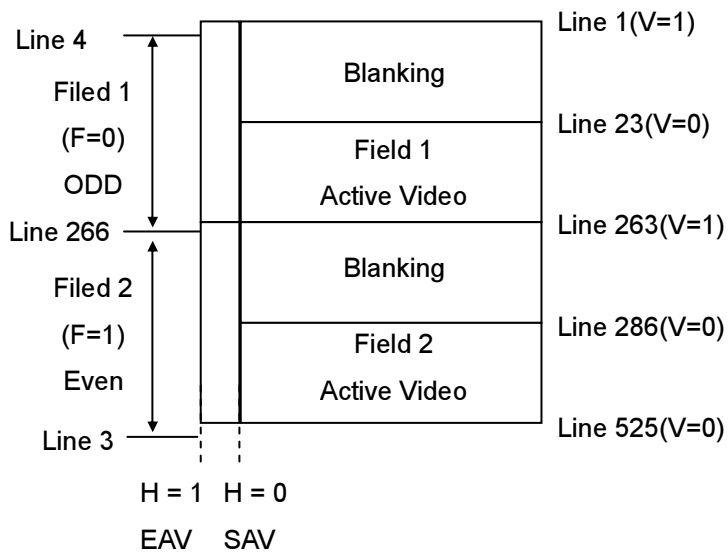 Line 4
Filed 1
(F=0)
ODD
Line 266
Filed 2
(F=1)
Even
Line 3
Blanking
Field 1
Active Video
Blanking
Field 2
Active Video
Line 1(V=1)
Line 23(V=0)
Line 263(V=1)
Line 286(V=0)
Line 525(V=0)
H = 1 H = 0
EAV SAV